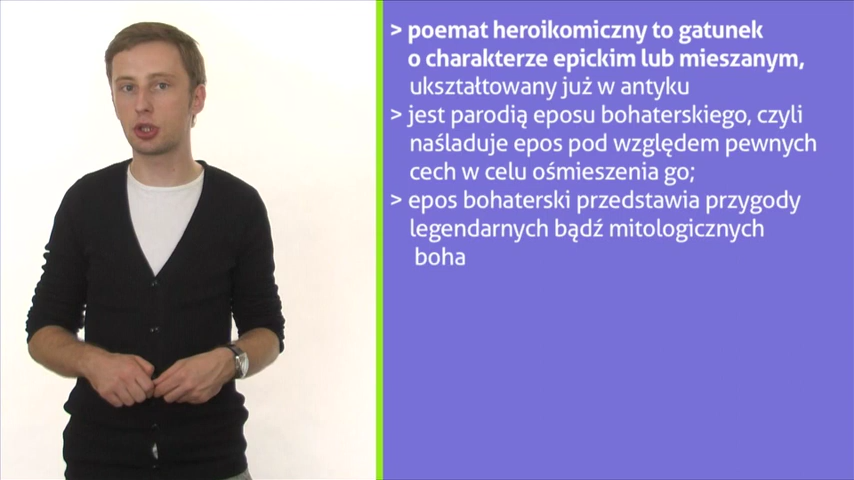 > poemat heroikomiczny to gatunek
o charakterze epickim lub mieszanym,
ukształtowany już w antyku
> jest parodią eposu bohaterskiego, czyli
naśladuje epos pod względem pewnych
cech w celu ośmieszenia go;
> epos bohaterski przedstawia przygody
legendarnych bądź mitologicznych
boha